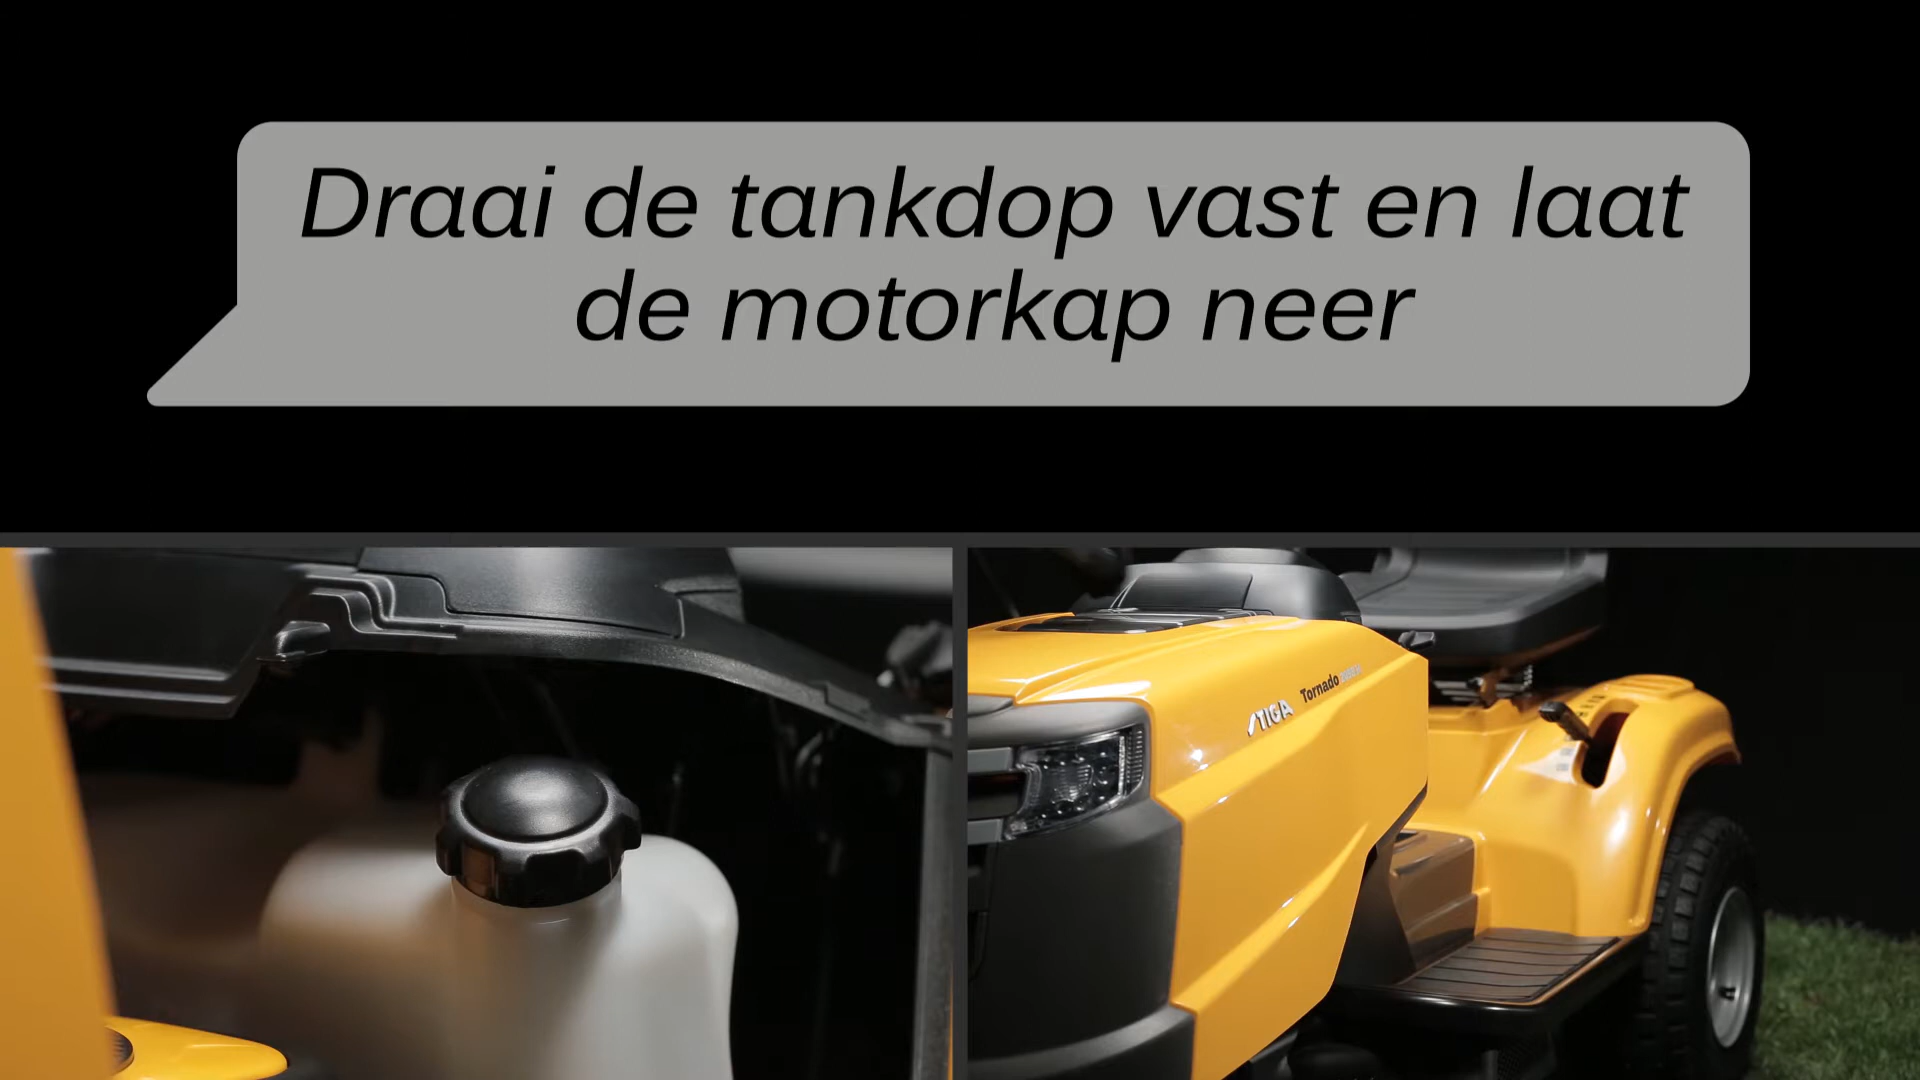 Draai de tankdop vast en laat
de motorkap neer
STIGA Tornado